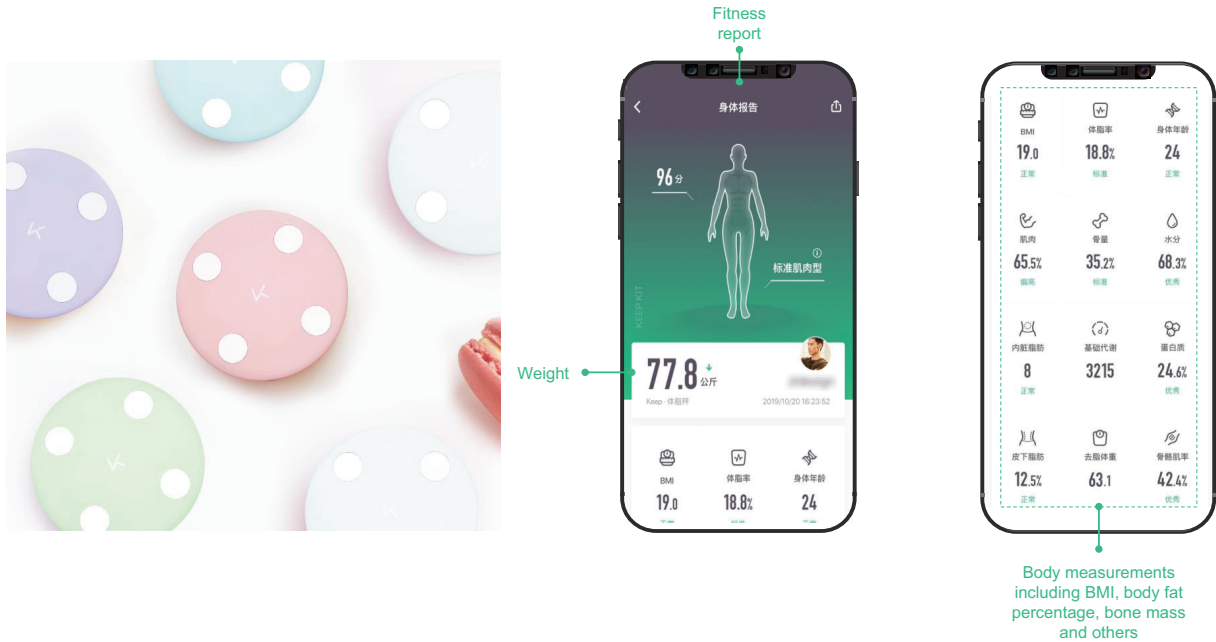 Fitness
report
身体报告
96分
标准肌肉型
KEEP KIT
Weight
77.8公斤
Keep · 体脂秤
2019/10/20 16:23:52
BMI 体脂率 身体年龄
19.0 18.8% 24
正常 标准 正常
BMI 体脂率 身体年龄
19.0 18.8% 24
正常 标准 正常
肌肉 骨量 水分
65.5% 35.2% 68.3%
偏高 标准 优秀
内脏脂肪 基础代谢 蛋白质
8 3215 24.6%
正常 优秀
皮下脂肪 去脂体重 骨骼肌率
12.5% 63.1 42.4%
正常 优秀
Body measurements
including BMI, body fat
percentage, bone mass
and others